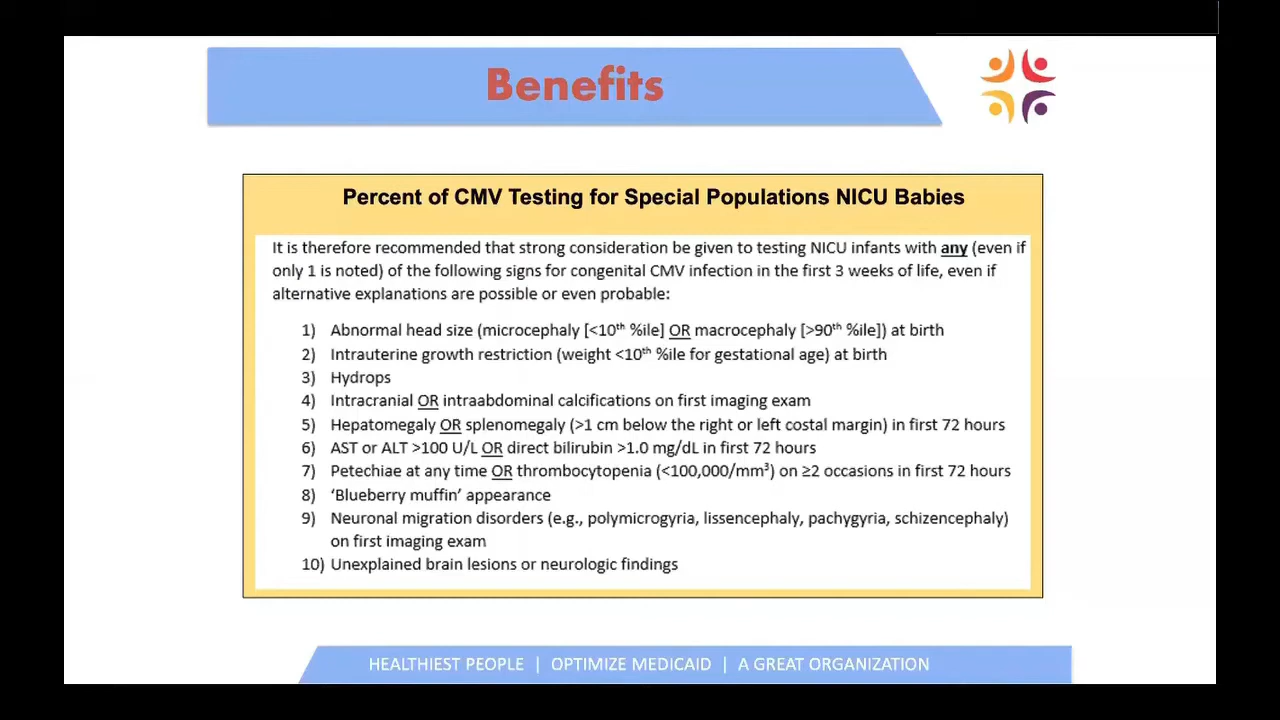 Benefits
Percent of CMV Testing for Special Populations NICU Babies
It is therefore recommended that strong consideration be given to testing NICU infants with any (even if
only 1 is noted) of the following signs for congenital CMV infection in the first 3 weeks of life, even if
alternative explanations are possible or even probable:
1) Abnormal head size (microcephaly [<10th %ile] OR macrocephaly [>90th %ile]) at birth
2) Intrauterine growth restriction (weight <10th %ile for gestational age) at birth
3) Hydrops
4) Intracranial OR intraabdominal calcifications on first imaging exam
5) Hepatomegaly OR splenomegaly (>1 cm below the right or left costal margin) in first 72 hours
6) AST or ALT >100 U/L OR direct bilirubin >1.0 mg/dL in first 72 hours
7) Petechiae at any time OR thrombocytopenia (<100,000/mm³) on ≥2 occasions in first 72 hours
8) ‘Blueberry muffin’ appearance
9) Neuronal migration disorders (e.g., polymicrogyria, lissencephaly, pachygyria, schizencephaly)
on first imaging exam
10) Unexplained brain lesions or neurologic findings
HEALTHIEST PEOPLE | OPTIMIZE MEDICAID | A GREAT ORGANIZATION